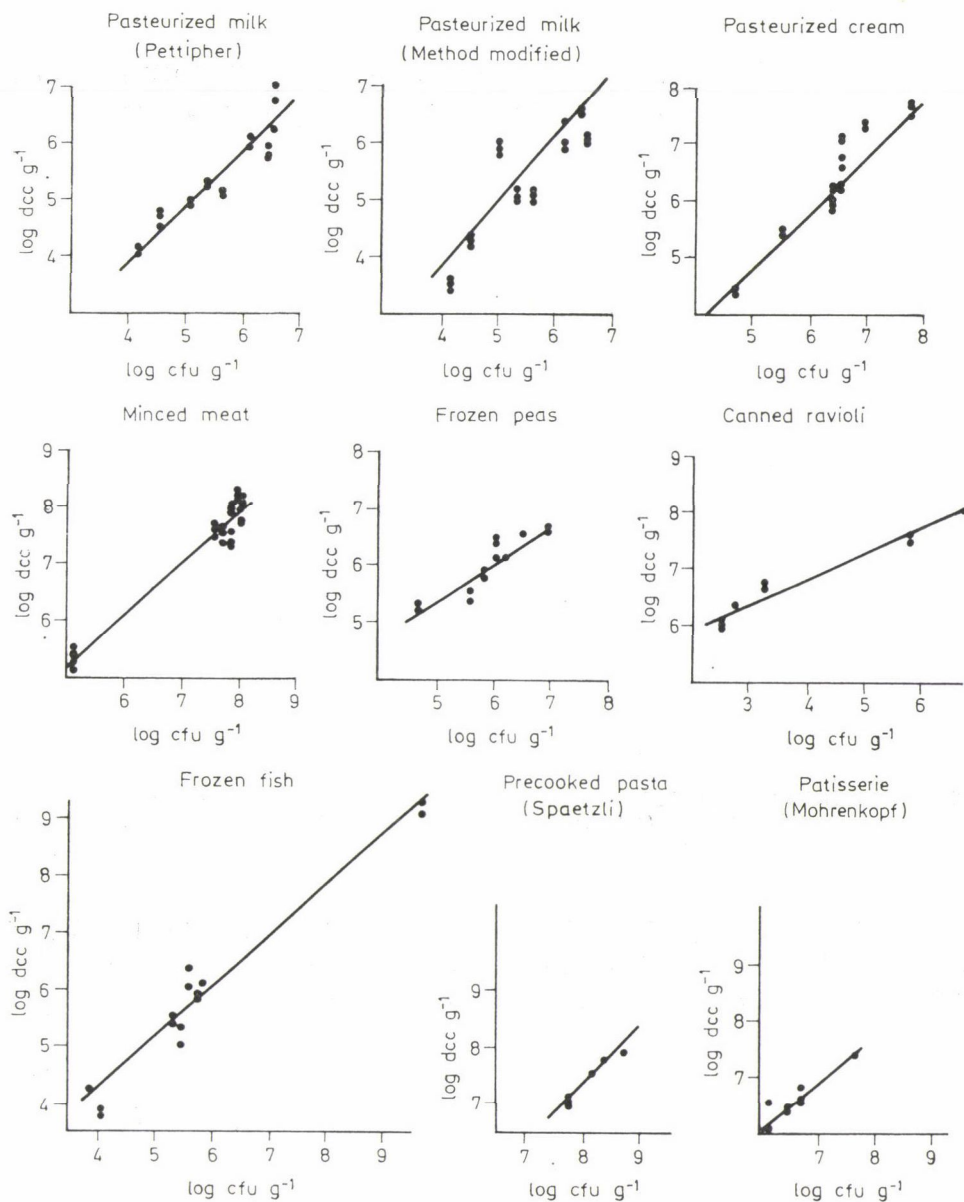 Pasteurized milk
(Pettipher)
7
6
5
4
log dcc g⁻¹
4 5 6 7
log cfu g⁻¹
Pasteurized milk
(Method modified)
7
6
5
4
log dcc g⁻¹
4 5 6 7
log cfu g⁻¹
Pasteurized cream
8
7
6
5
log dcc g⁻¹
5 6 7 8
log cfu g⁻¹
Minced meat
9
8
7
6
log dcc g⁻¹
6 7 8 9
log cfu g⁻¹
Frozen peas
8
7
6
5
log dcc g⁻¹
5 6 7 8
log cfu g⁻¹
Canned ravioli
9
8
7
6
log dcc g⁻¹
3 4 5 6
log cfu g⁻¹
Frozen fish
9
8
7
6
5
4
log dcc g⁻¹
4 5 6 7 8 9
log cfu g⁻¹
Precooked pasta
(Spaetzli)
9
8
7
log dcc g⁻¹
7 8 9
log cfu g⁻¹
Patisserie
(Mohrenkopf)
9
8
7
log dcc g⁻¹
7 8 9
log cfu g⁻¹